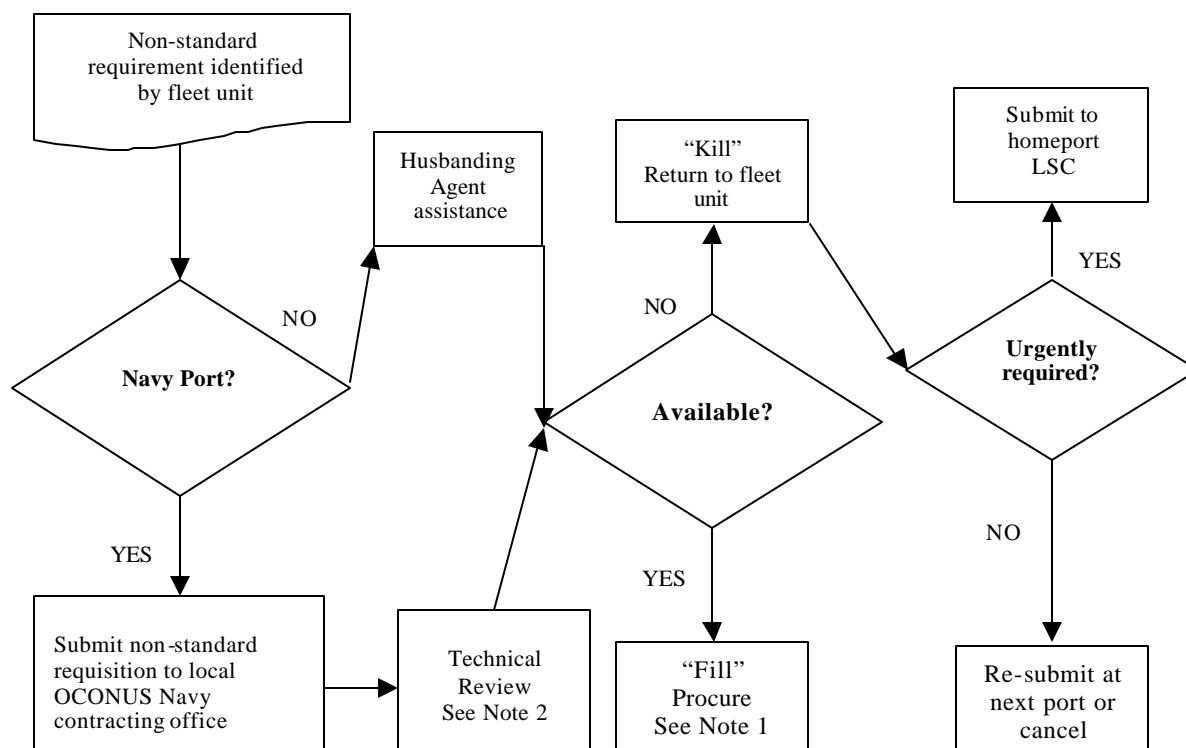 Non-standard
requirement identified
by fleet unit
Husbanding
Agent
assistance
“Kill”
Return to fleet
unit
Submit to
homeport
LSC
YES
NO
NO
Navy Port?
Available?
Urgently
required?
YES
YES
NO
Submit non-standard
requisition to local
OCONUS Navy
contracting office
Technical
Review
See Note 2
“Fill”
Procure
See Note 1
Re-submit at
next port or
cancel